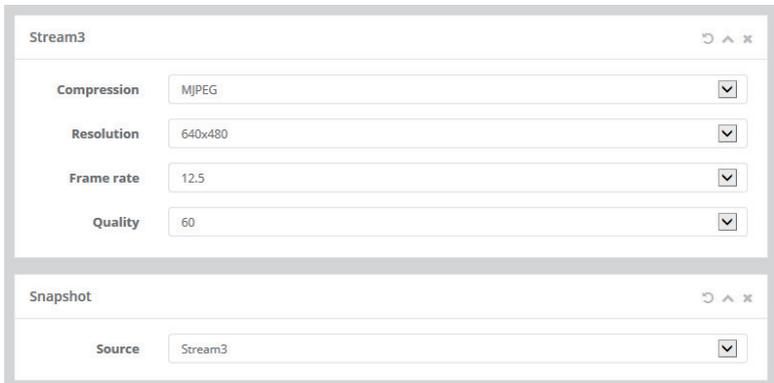 Stream3
Compression MJPEG
Resolution 640x480
Frame rate 12.5
Quality 60
Snapshot
Source Stream3